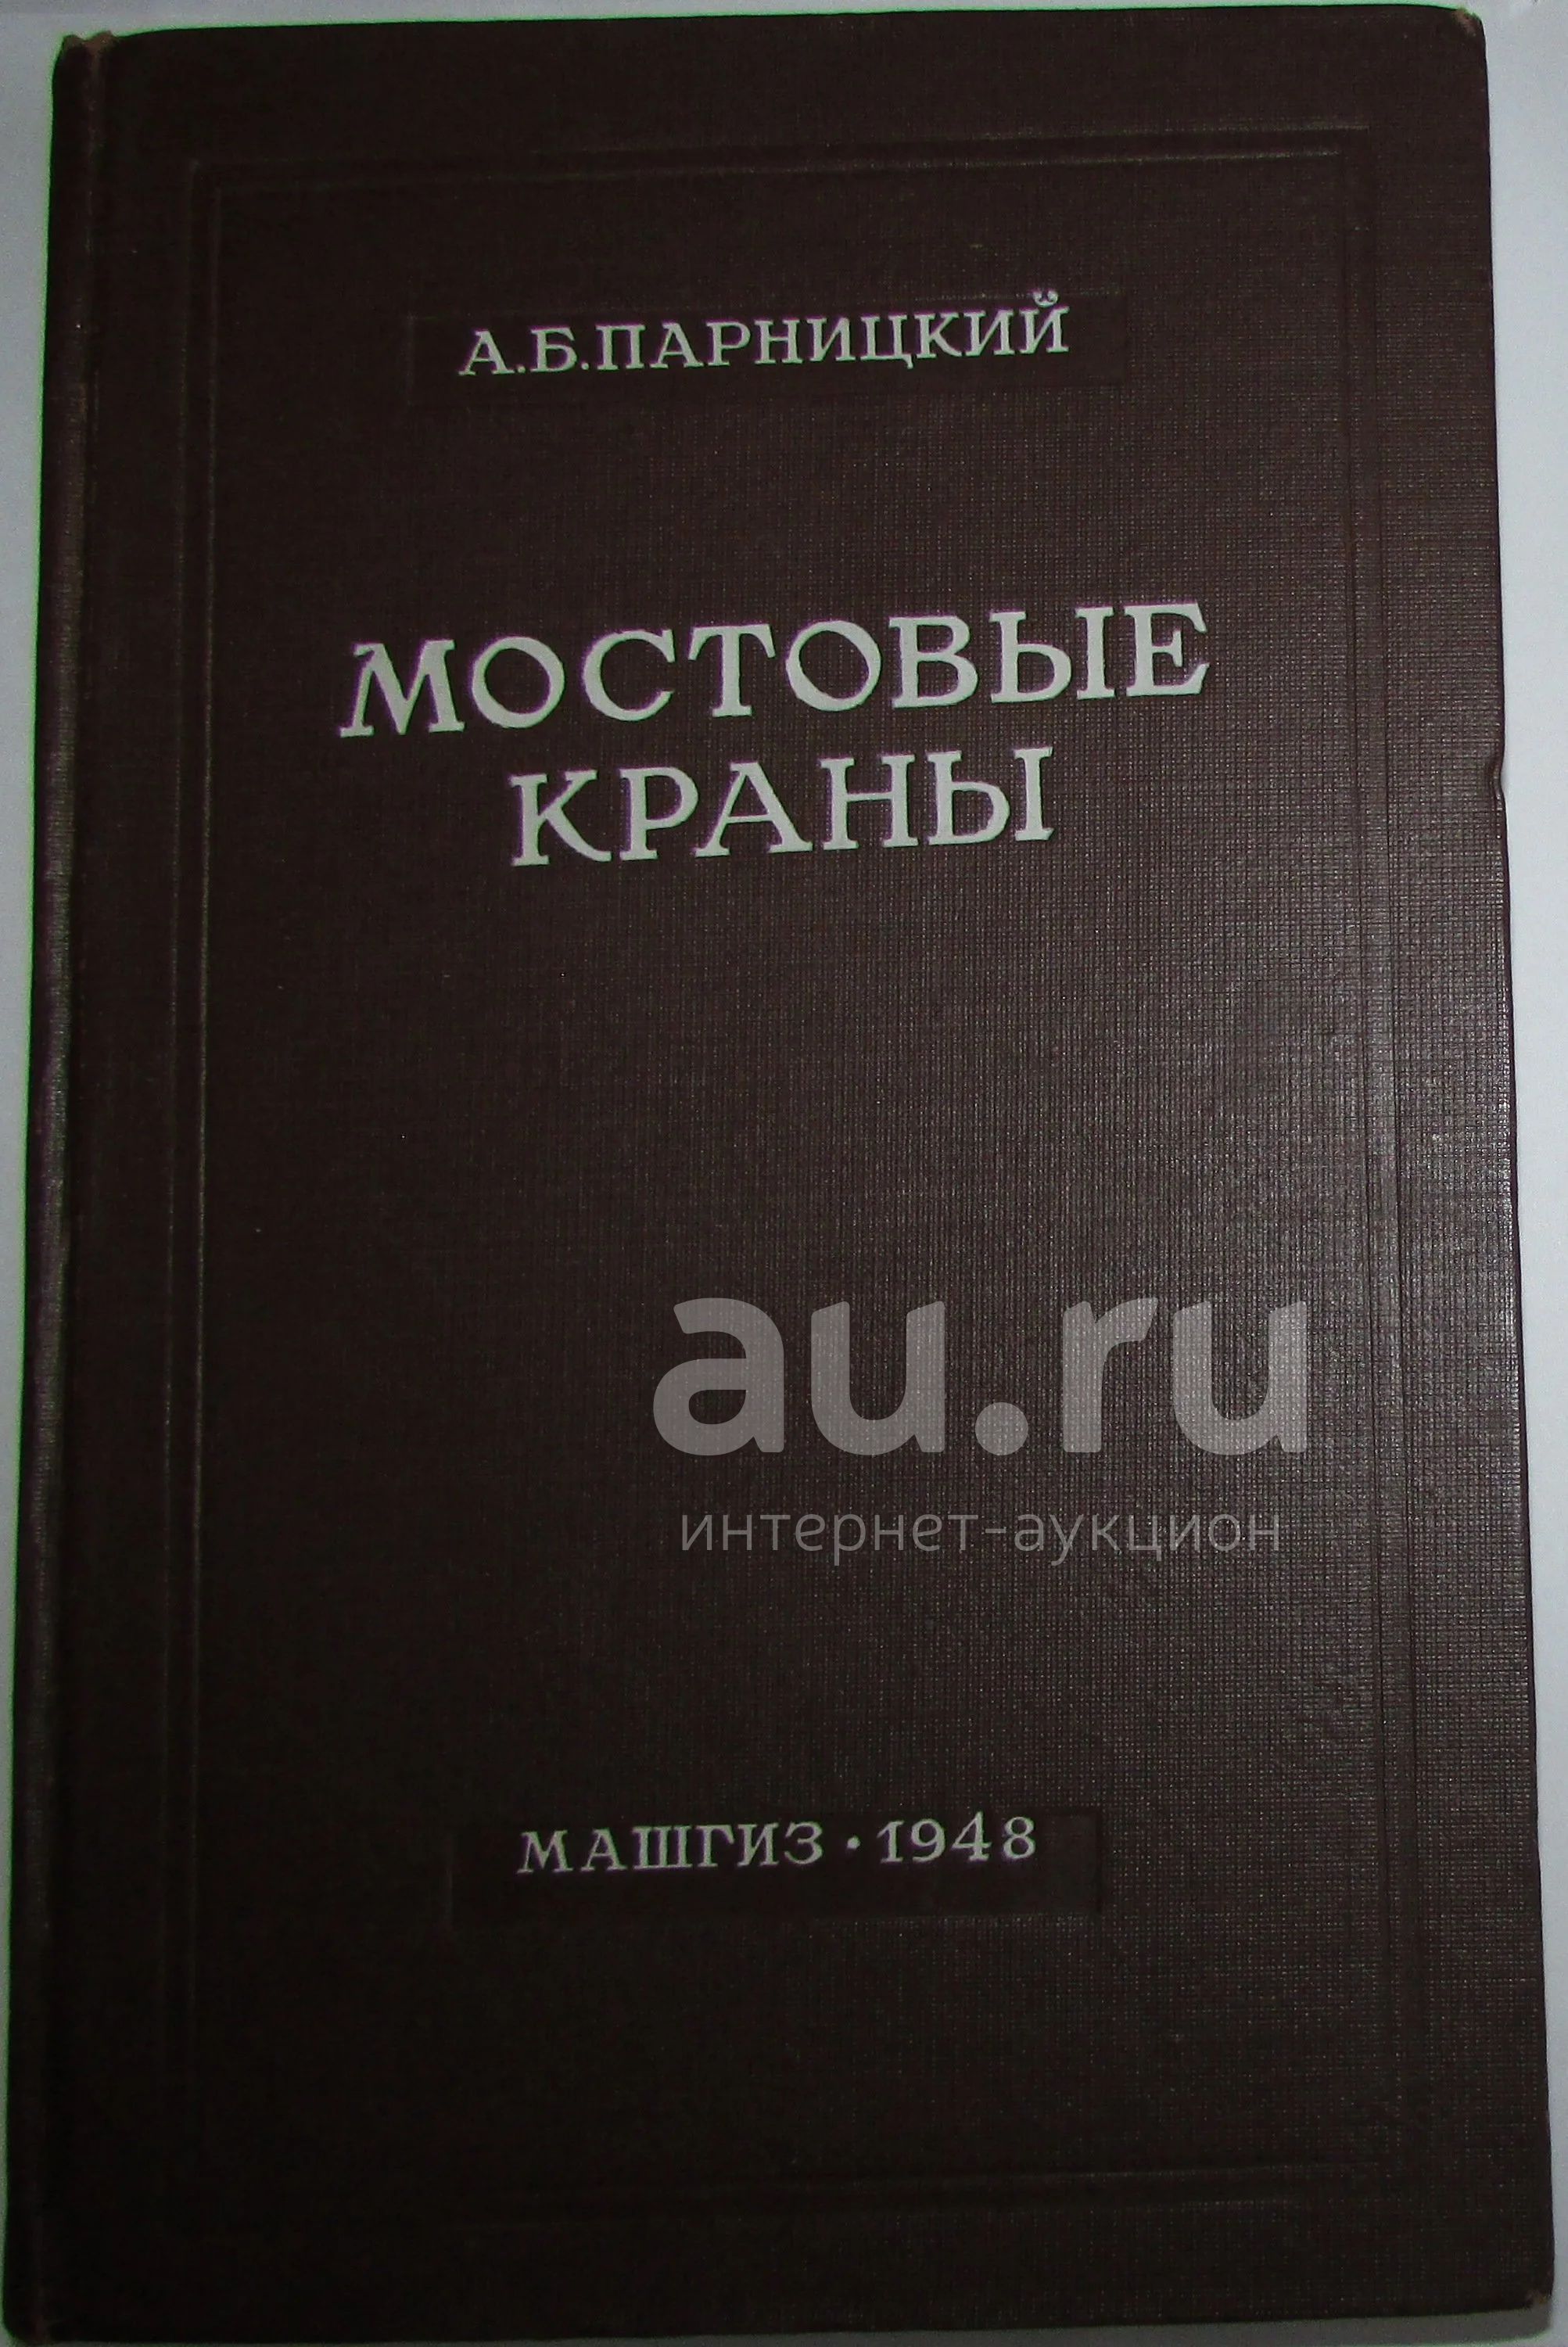 А.Б.ПАРНИЦКИЙ
МОСТОВЫЕ
КРАНЫ
au.ru
интернет-аукцион
МАШГИЗ · 1948